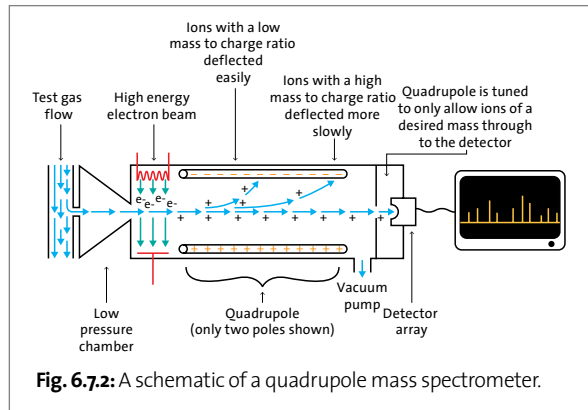 Ions with a low
mass to charge ratio
deflected
easily
Ions with a high
mass to charge ratio
deflected more
slowly
Test gas
flow
High energy
electron beam
Quadrupole is tuned
to only allow ions of a
desired mass through
to the detector
e- e- e- e-
+ + + + + + + + + + + +
Low
pressure
chamber
Quadrupole
(only two poles shown)
Vacuum
pump
Detector
array
Fig. 6.7.2: A schematic of a quadrupole mass spectrometer.